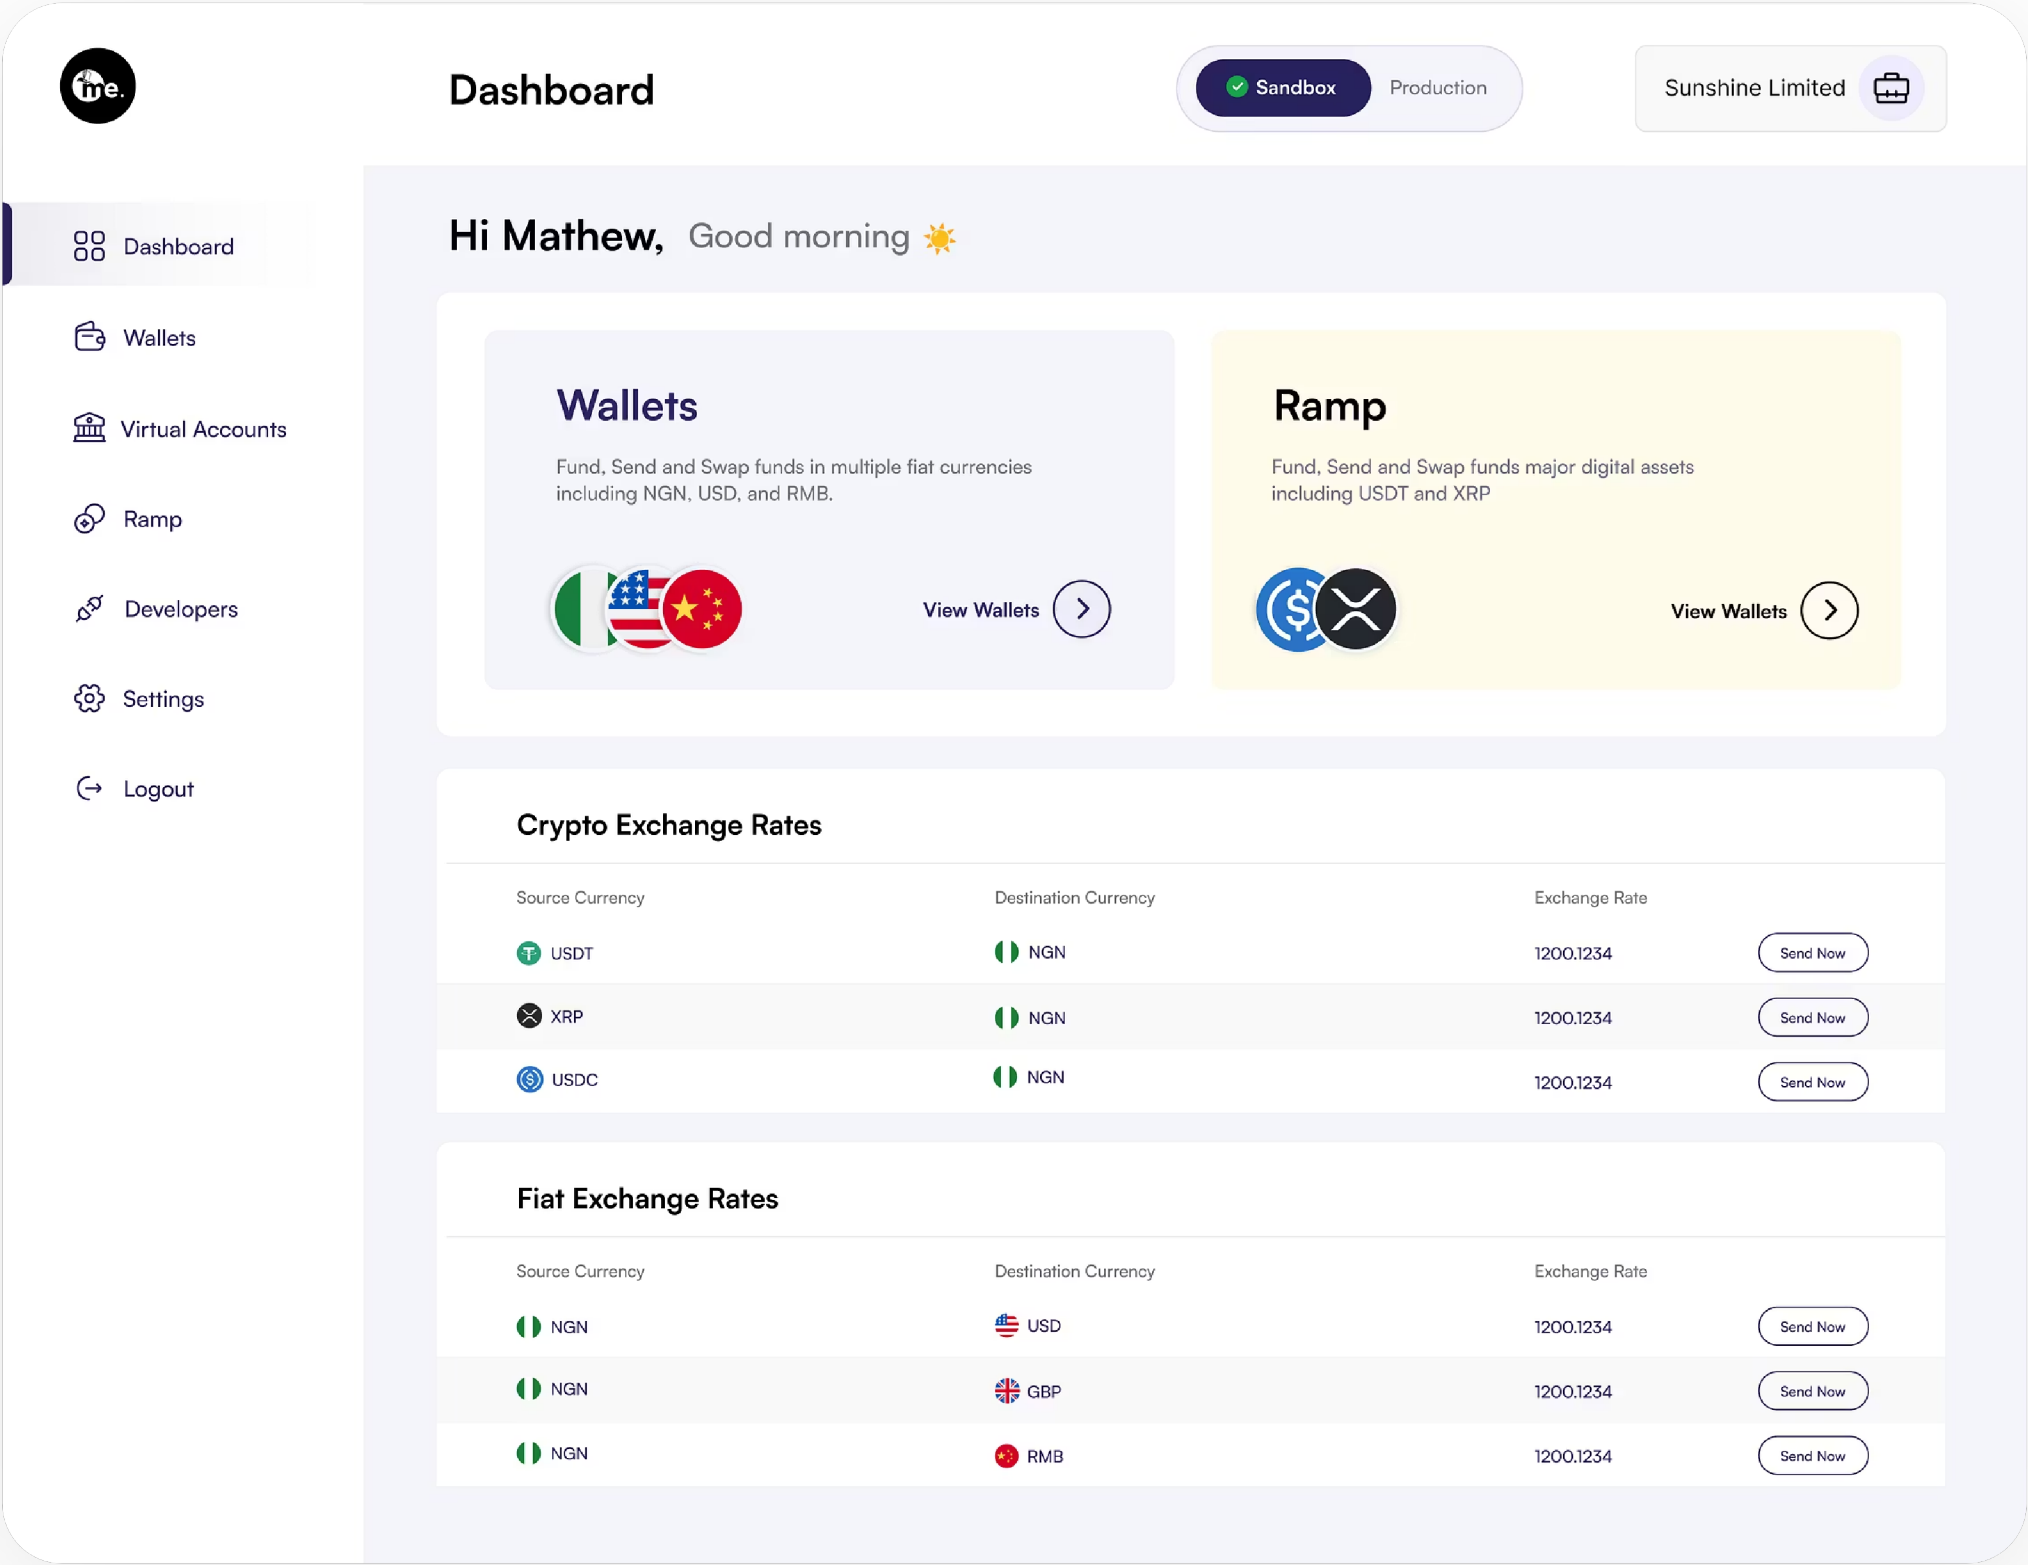 me.
Dashboard
Sandbox
Production
Sunshine Limited
Dashboard
Wallets
Virtual Accounts
Ramp
Developers
Settings
Logout
Hi Mathew, Good morning
Wallets
Fund, Send and Swap funds in multiple fiat currencies
including NGN, USD, and RMB.
View Wallets
Ramp
Fund, Send and Swap funds major digital assets
including USDT and XRP
View Wallets
Crypto Exchange Rates
Source Currency Destination Currency Exchange Rate
USDT NGN 1200.1234 Send Now
XRP NGN 1200.1234 Send Now
USDC NGN 1200.1234 Send Now
Fiat Exchange Rates
Source Currency Destination Currency Exchange Rate
NGN USD 1200.1234 Send Now
NGN GBP 1200.1234 Send Now
NGN RMB 1200.1234 Send Now